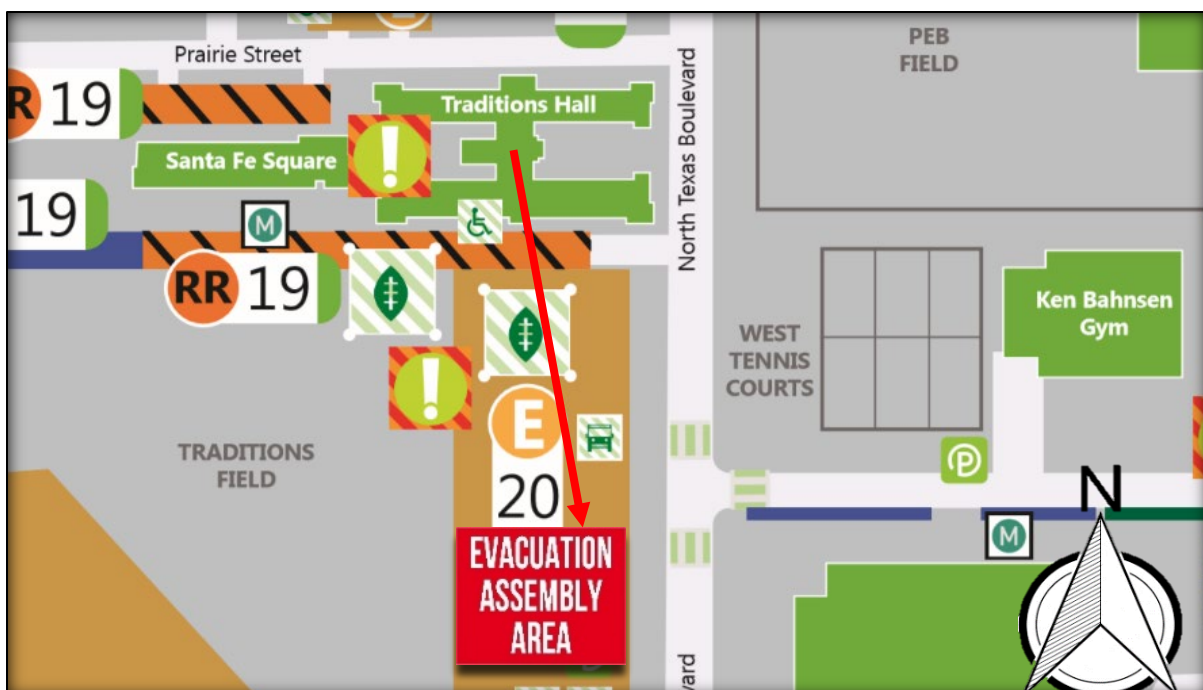 E
Prairie Street
PEB
FIELD
R 19
Traditions Hall
!
Santa Fe Square
19
M
North Texas Boulevard
RR 19
Ken Bahnsen
Gym
WEST
TENNIS
COURTS
!
E
20
TRADITIONS
FIELD
P
N
M
EVACUATION
ASSEMBLY
AREA
vard